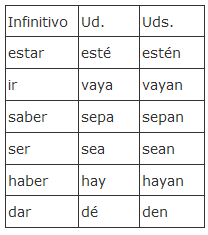 Infinitivo Ud. Uds.
estar esté estén
ir vaya vayan
saber sepa sepan
ser sea sean
haber hay hayan
dar dé den